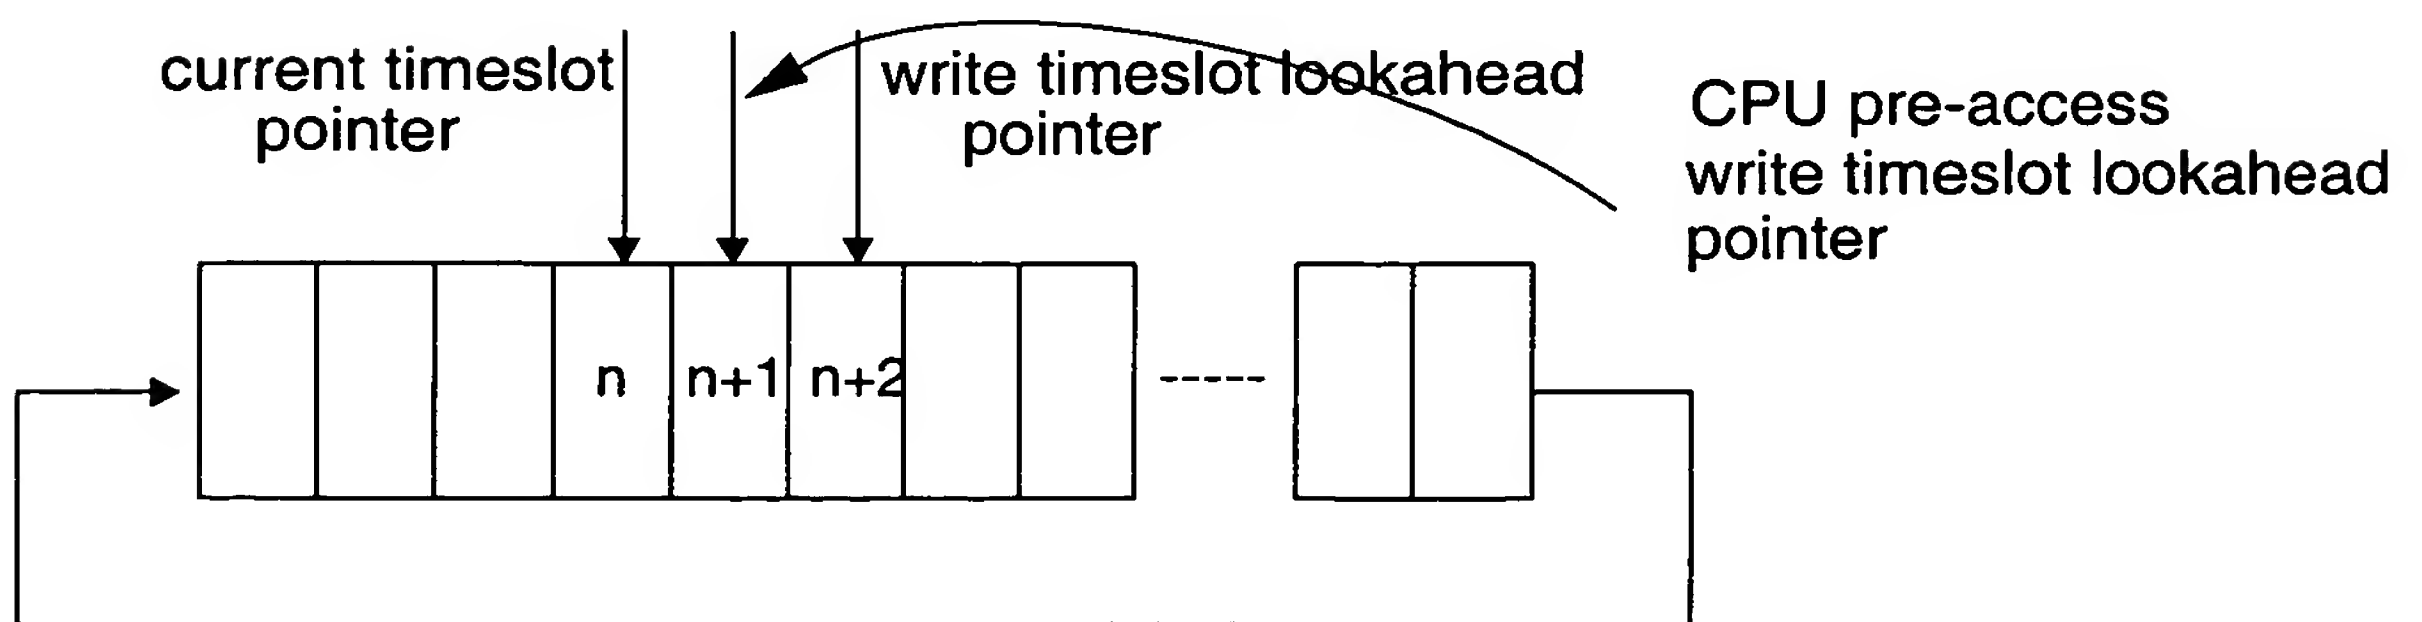 current timeslot
pointer
write timeslot lookahead
pointer
CPU pre-access
write timeslot lookahead
pointer
n
n+1
n+2